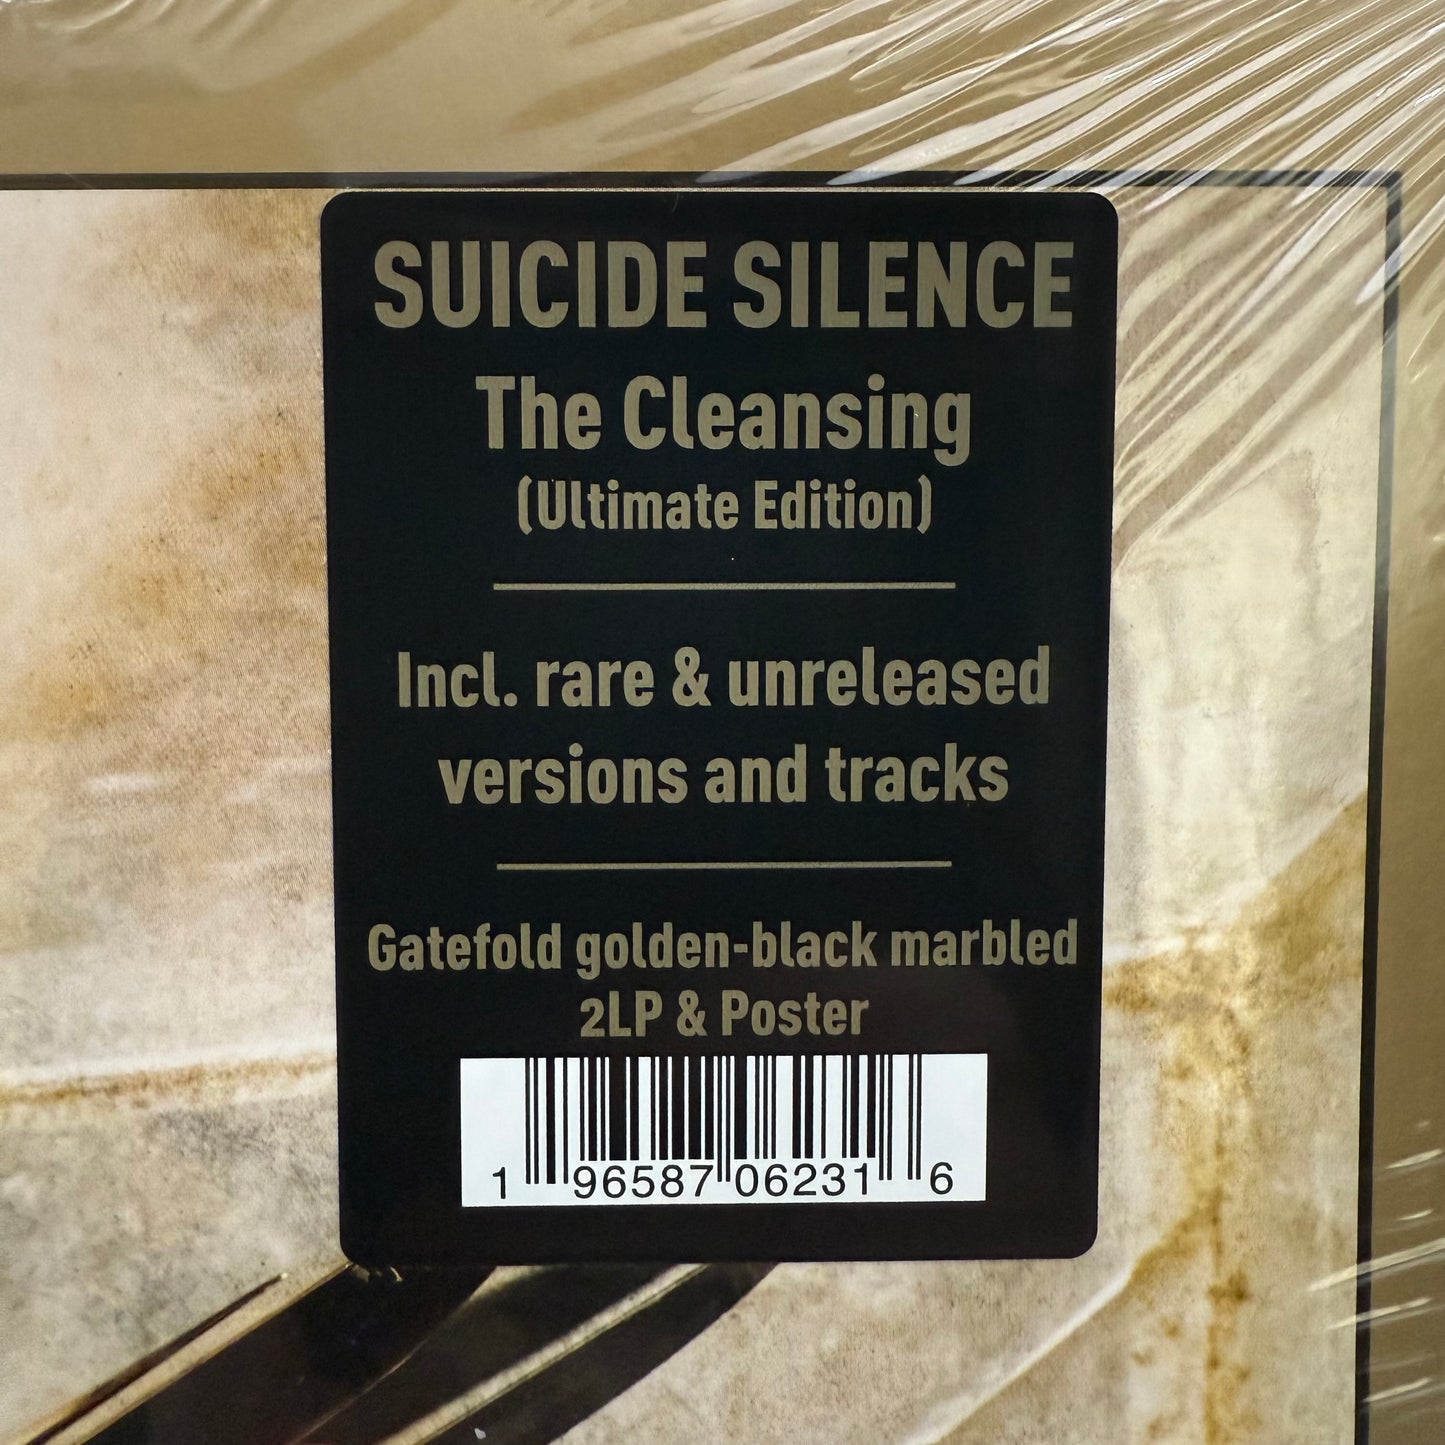 SUICIDE SILENCE
The Cleansing
(Ultimate Edition)
Incl. rare & unreleased
versions and tracks
Gatefold golden-black marbled
2LP & Poster
1 96587 06231 6